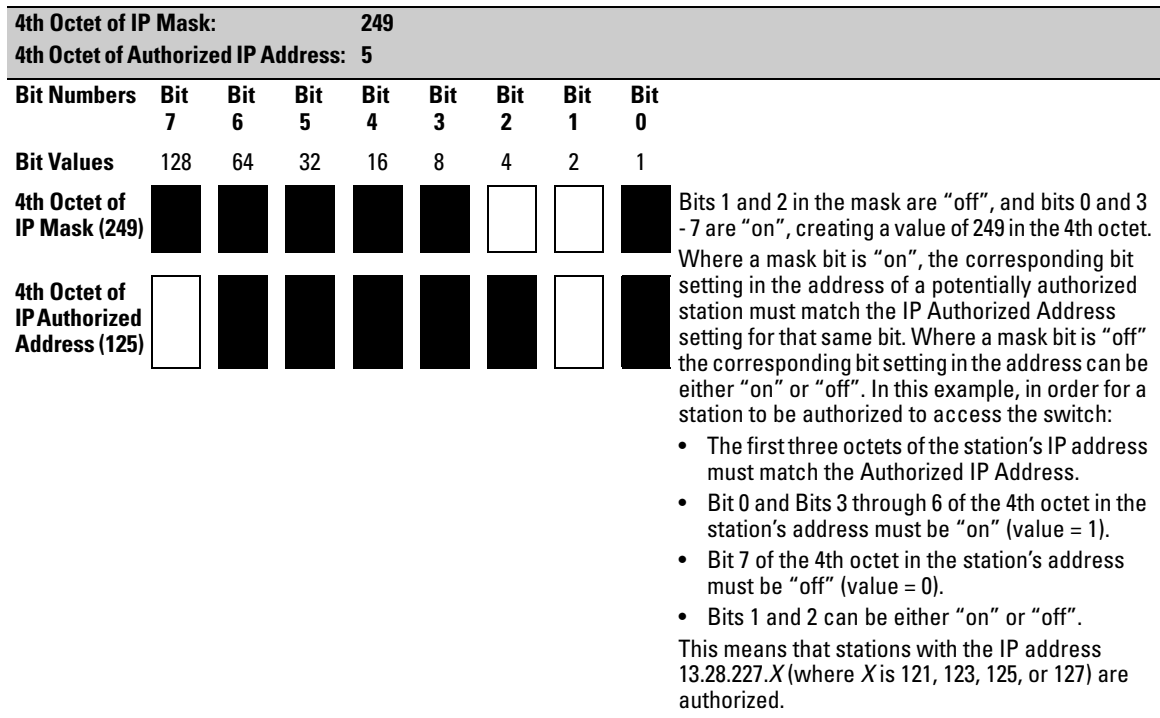 4th Octet of IP Mask: 249
4th Octet of Authorized IP Address: 5
Bit Numbers Bit Bit Bit Bit Bit Bit Bit Bit
7 6 5 4 3 2 1 0
Bit Values 128 64 32 16 8 4 2 1
4th Octet of
IP Mask (249)
4th Octet of
IP Authorized
Address (125)
Bits 1 and 2 in the mask are “off”, and bits 0 and 3
- 7 are “on”, creating a value of 249 in the 4th octet.
Where a mask bit is “on”, the corresponding bit
setting in the address of a potentially authorized
station must match the IP Authorized Address
setting for that same bit. Where a mask bit is “off”
the corresponding bit setting in the address can be
either “on” or “off”. In this example, in order for a
station to be authorized to access the switch:
• The first three octets of the station’s IP address
must match the Authorized IP Address.
• Bit 0 and Bits 3 through 6 of the 4th octet in the
station’s address must be “on” (value = 1).
• Bit 7 of the 4th octet in the station’s address
must be “off” (value = 0).
• Bits 1 and 2 can be either “on” or “off”.
This means that stations with the IP address
13.28.227.X (where X is 121, 123, 125, or 127) are
authorized.